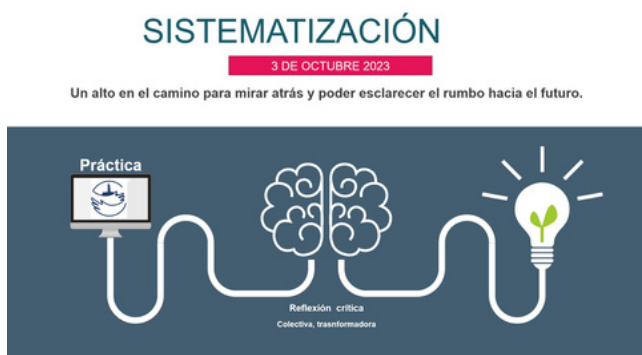 SISTEMATIZACIÓN
3 DE OCTUBRE 2023
Un alto en el camino para mirar atrás y poder esclarecer el rumbo hacia el futuro.
Práctica
Reflexión crítica
Colectiva, trasnformadora